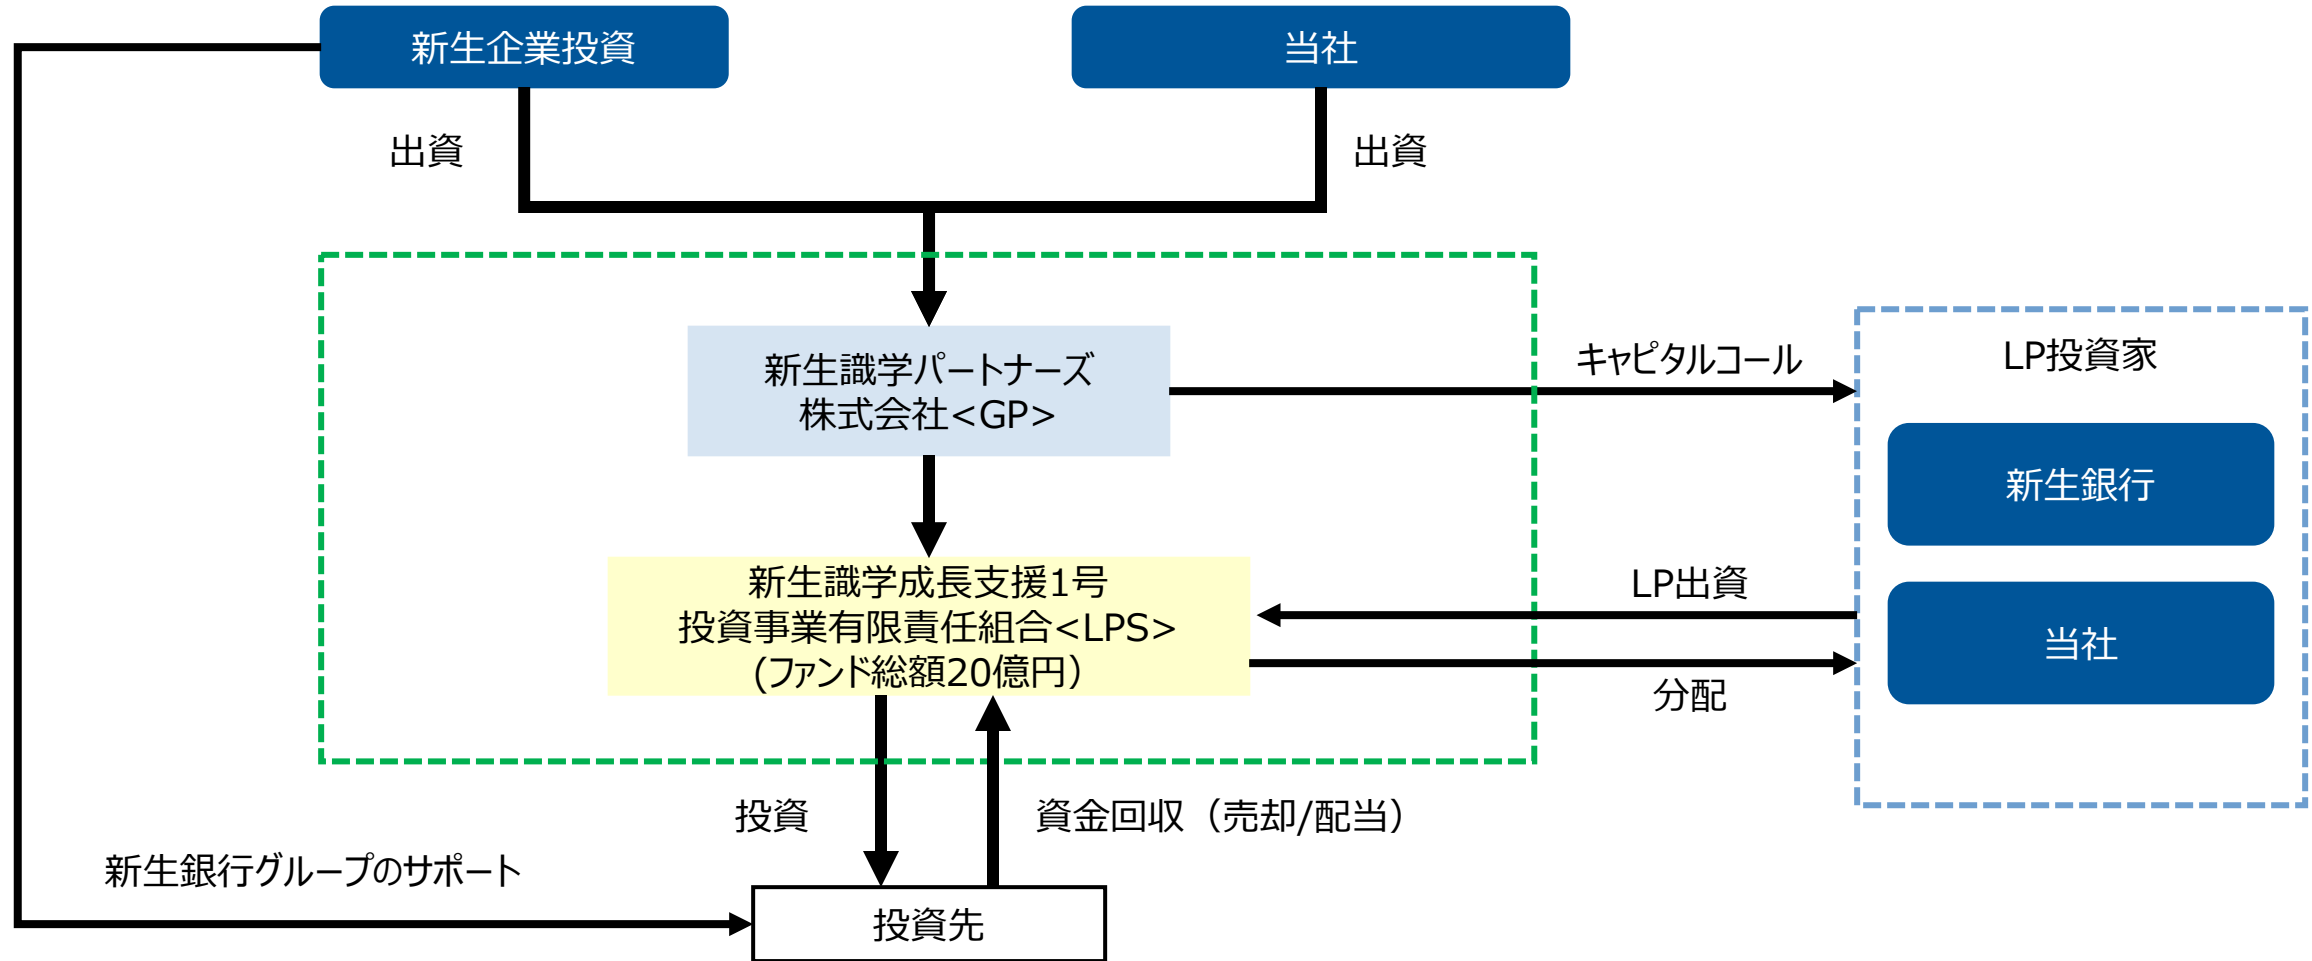 新生企業投資
当社
出資
出資
新生識学パートナーズ
株式会社<GP>
キャピタルコール
LP投資家
新生銀行
新生識学成長支援1号
投資事業有限責任組合<LPS>
(ファンド総額20億円）
LP出資
当社
分配
投資
資金回収（売却/配当）
新生銀行グループのサポート
投資先